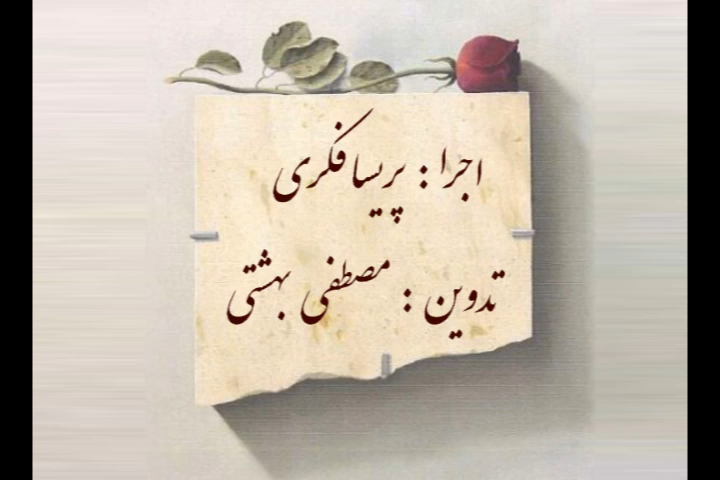 اجرا : پریسا فکری
تدوین : مصطفی بهشتی